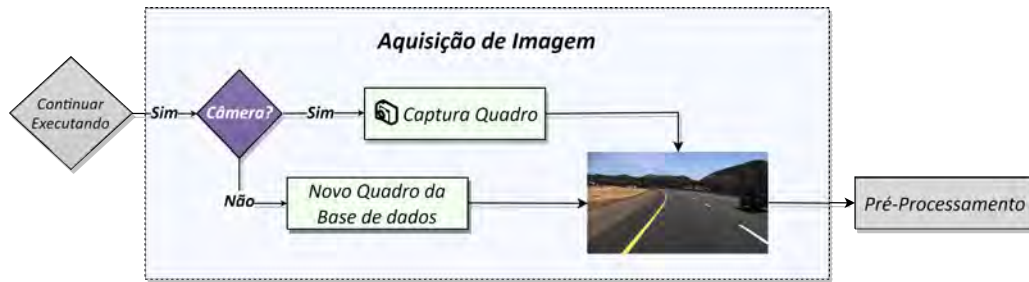 Aquisição de Imagem
Continuar
Executando
Sim
Câmera?
Sim
Captura Quadro
Não
Novo Quadro da
Base de dados
Pré-Processamento